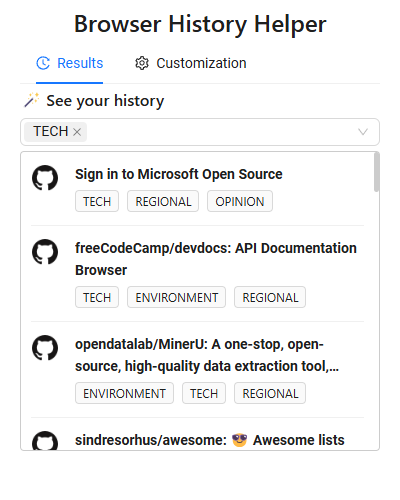 Browser History Helper
Results
Customization
🪄 See your history
TECH
Sign in to Microsoft Open Source
TECH REGIONAL OPINION
freeCodeCamp/devdocs: API Documentation
Browser
TECH ENVIRONMENT REGIONAL
opendatalab/MinerU: A one-stop, open-
source, high-quality data extraction tool,...
ENVIRONMENT TECH REGIONAL
sindresorhus/awesome: 😎 Awesome lists